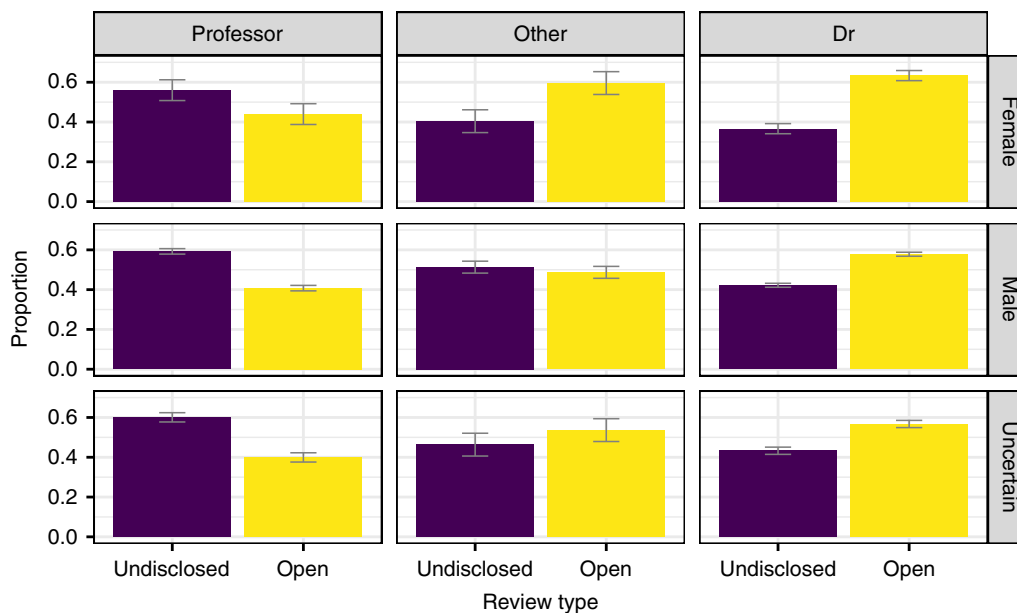 Professor
Other
Dr
0.6
0.4
0.2
0.0
Female
0.6
0.4
0.2
0.0
Male
0.6
0.4
0.2
0.0
Uncertain
Proportion
Undisclosed Open Undisclosed Open Undisclosed Open
Review type